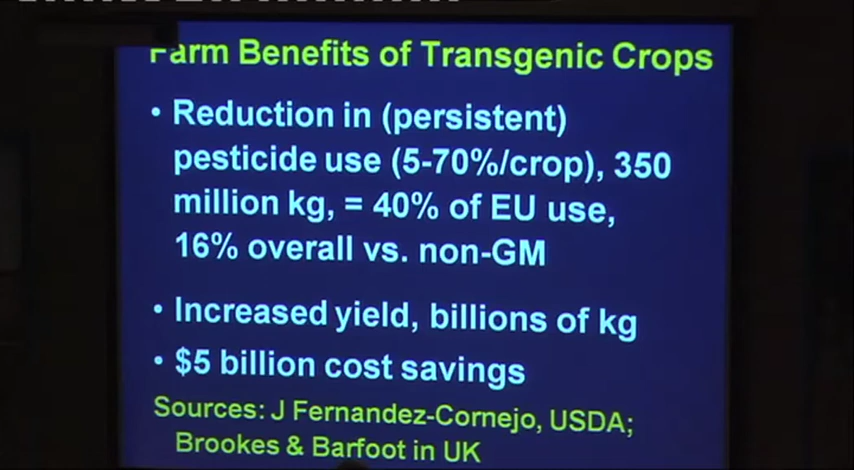 Farm Benefits of Transgenic Crops
• Reduction in (persistent)
pesticide use (5-70%/crop), 350
million kg, = 40% of EU use,
16% overall vs. non-GM
• Increased yield, billions of kg
• $5 billion cost savings
Sources: J Fernandez-Cornejo, USDA;
Brookes & Barfoot in UK